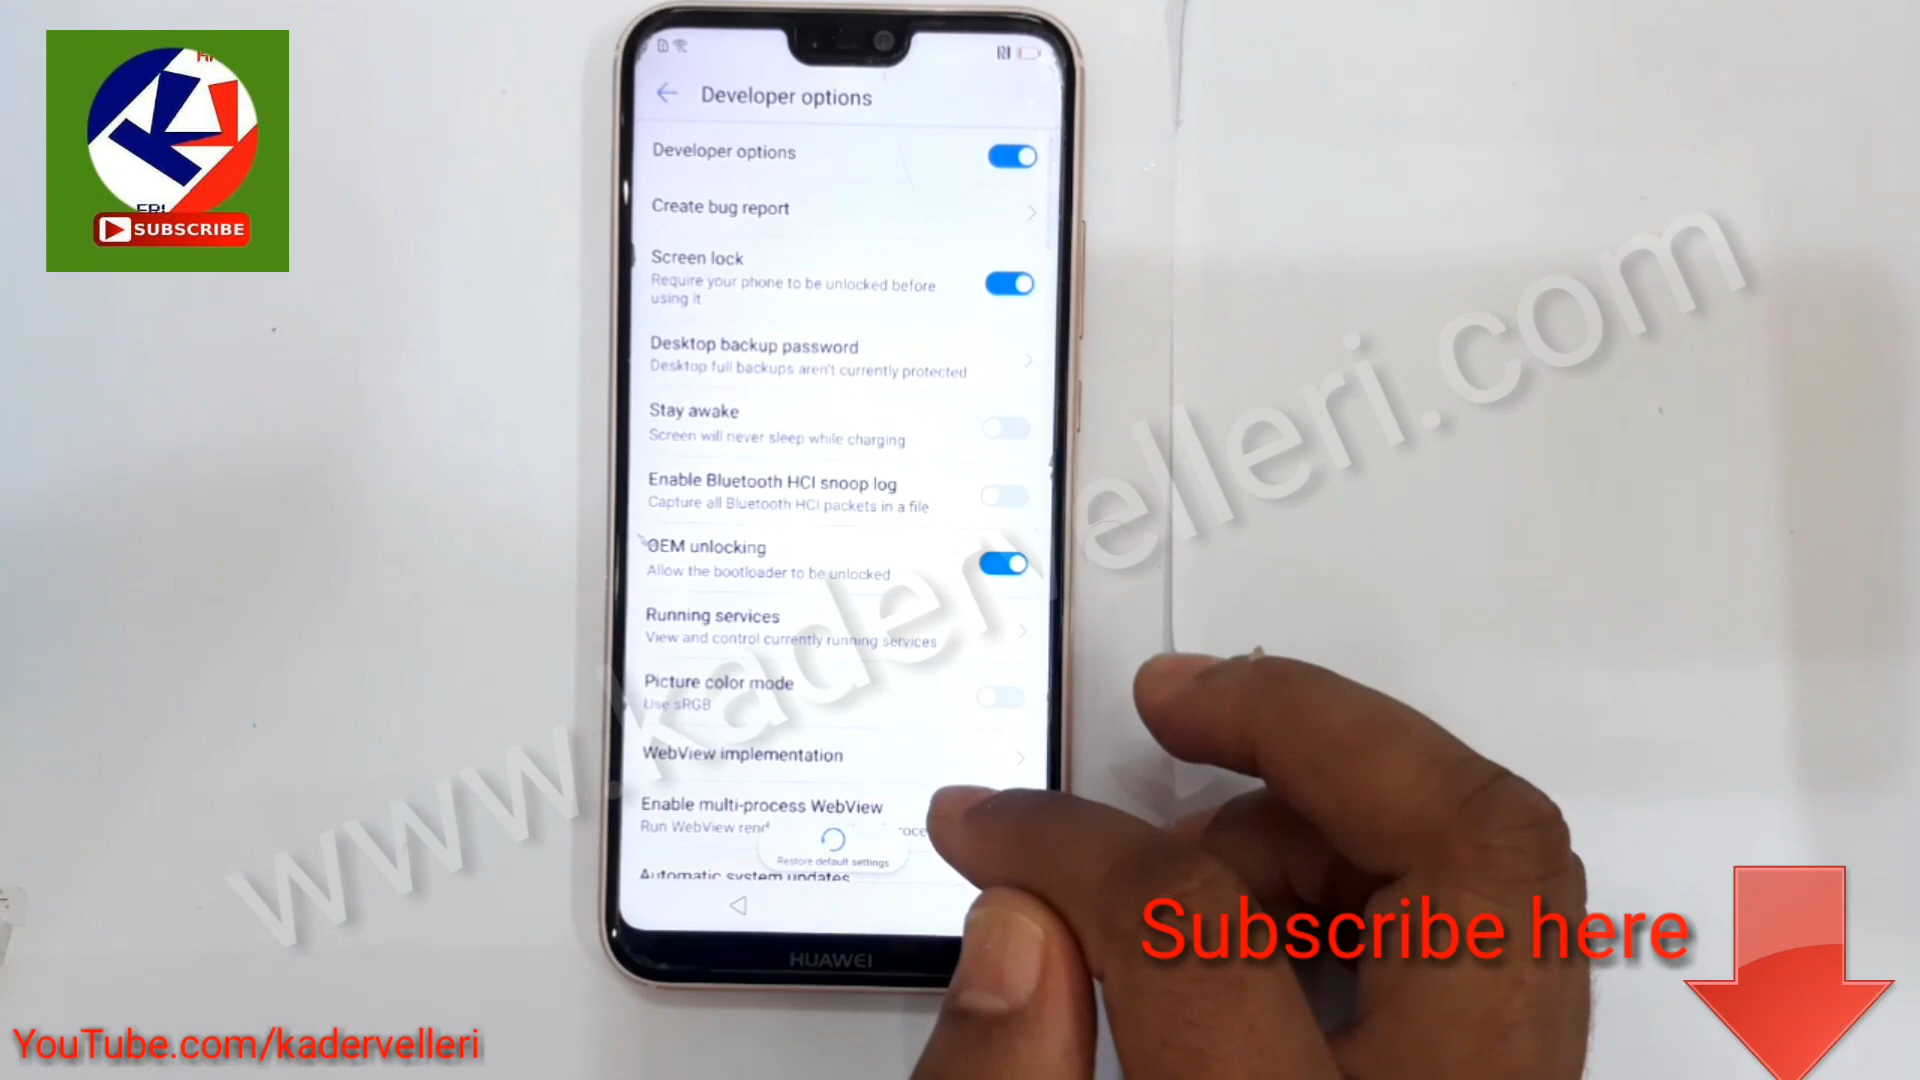 SUBSCRIBE
Developer options
Developer options
Create bug report
Screen lock
Require your phone to be unlocked before
using it
Desktop backup password
Desktop full backups aren't currently protected
Stay awake
Screen will never sleep while charging
Enable Bluetooth HCI snoop log
Capture all Bluetooth HCI packets in a file
OEM unlocking
Allow the bootloader to be unlocked
Running services
View and control currently running services
Picture color mode
Use sRGB
WebView implementation
Enable multi-process WebView
Run WebView
Restore default settings
Automatic system updates
HUAWEI
www.kadervelleri.com
Subscribe here
YouTube.com/kadervelleri